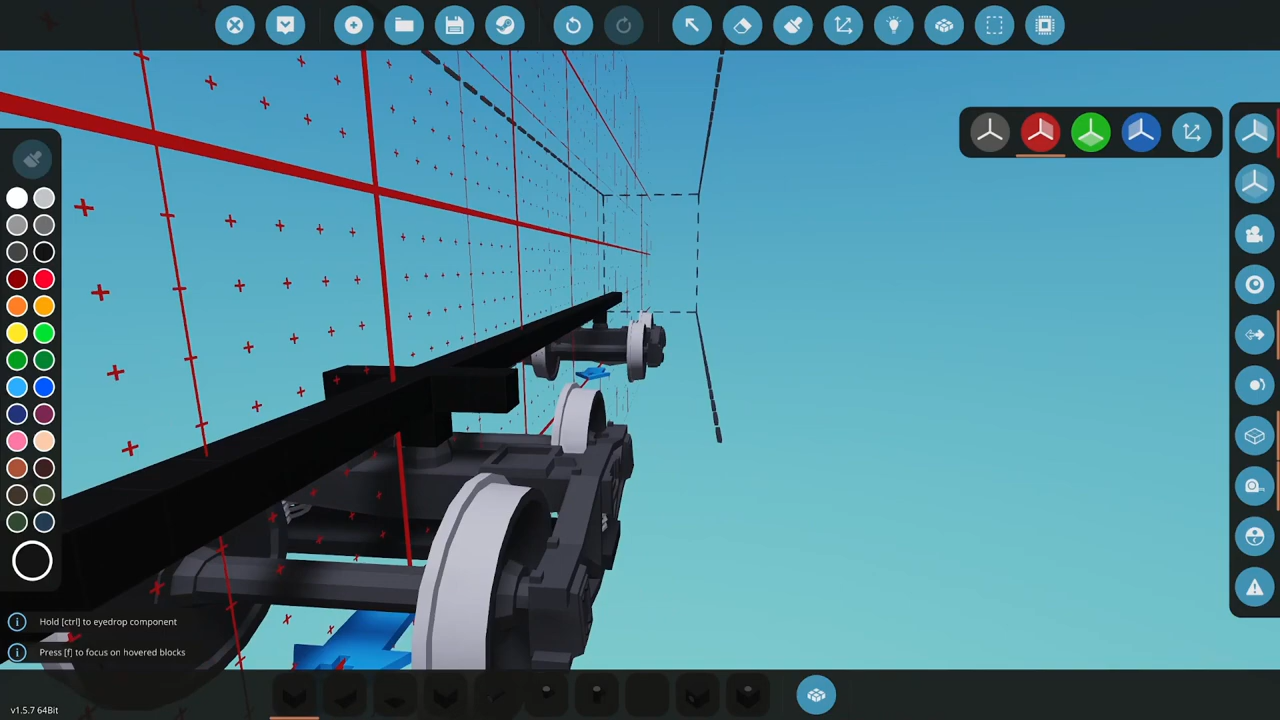 Hold [ctrl] to eyedrop component
Press [f] to focus on hovered blocks
v1.5.7 64Bit